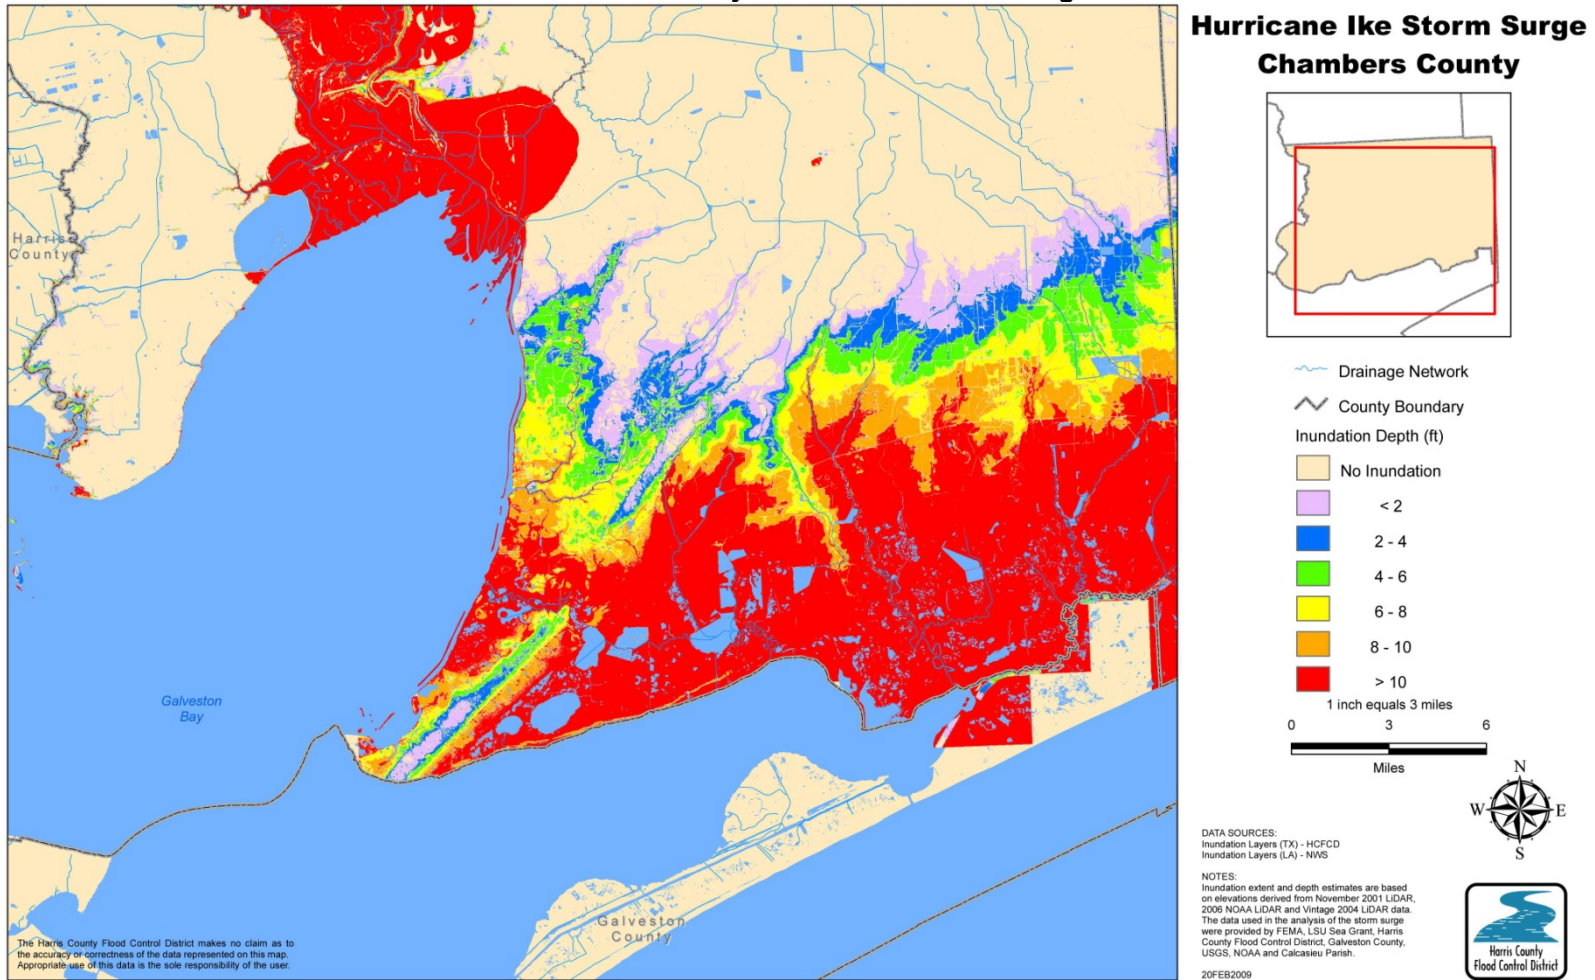 Hurricane Ike Storm Surge
Chambers County
Harris
County
Galveston
Bay
Galveston
County
Drainage Network
County Boundary
Inundation Depth (ft)
No Inundation
< 2
2 - 4
4 - 6
6 - 8
8 - 10
> 10
1 inch equals 3 miles
0 3 6
Miles
N
W E
S
DATA SOURCES:
Inundation Layers (TX) - HCFCD
Inundation Layers (LA) - NWS
NOTES:
Inundation extent and depth estimates are based
on elevations derived from November 2001 LiDAR,
2006 NOAA LiDAR and Vintage 2004 LiDAR data.
The data used in the analysis of the storm surge
were provided by FEMA, LSU Sea Grant, Harris
County Flood Control District, Galveston County,
USGS, NOAA and Calcasieu Parish.
20FEB2009
Harris County
Flood Control District
The Harris County Flood Control District makes no claim as to
the accuracy or correctness of the data represented on this map.
Appropriate use of this data is the sole responsibility of the user.